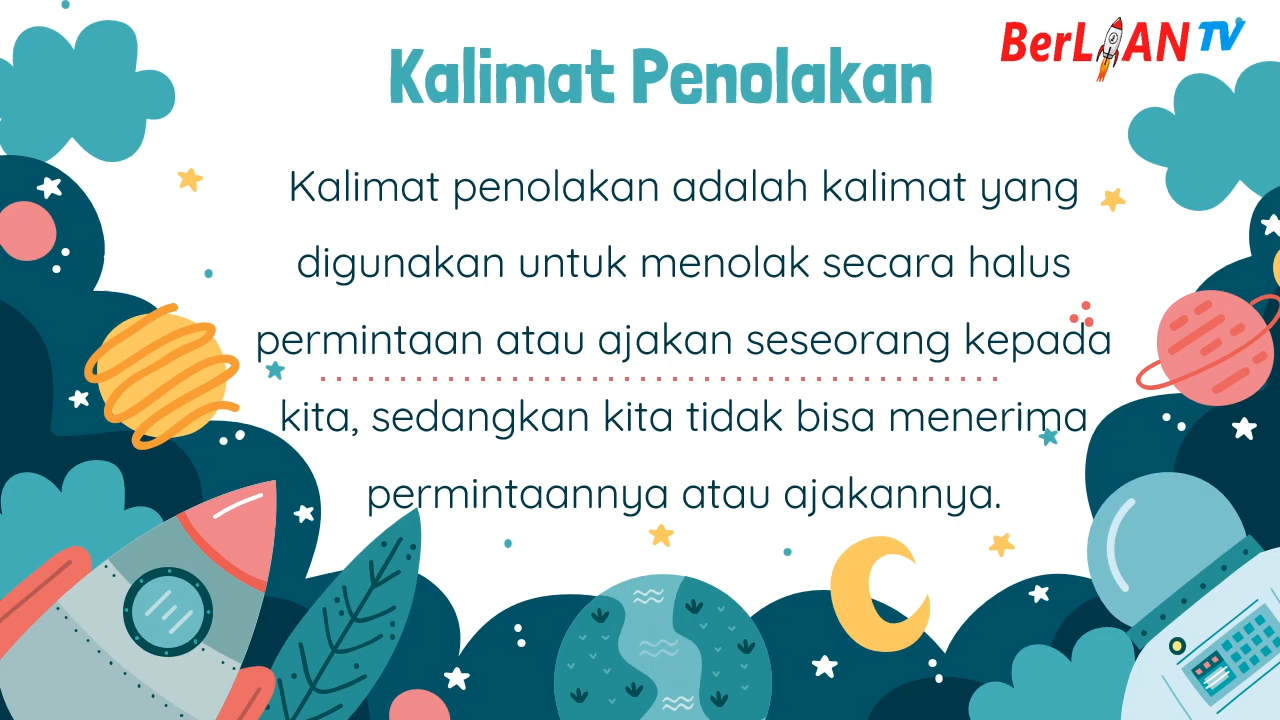 BerLIAN TV
Kalimat Penolakan
Kalimat penolakan adalah kalimat yang
digunakan untuk menolak secara halus
permintaan atau ajakan seseorang kepada
kita, sedangkan kita tidak bisa menerima
permintaannya atau ajakannya.